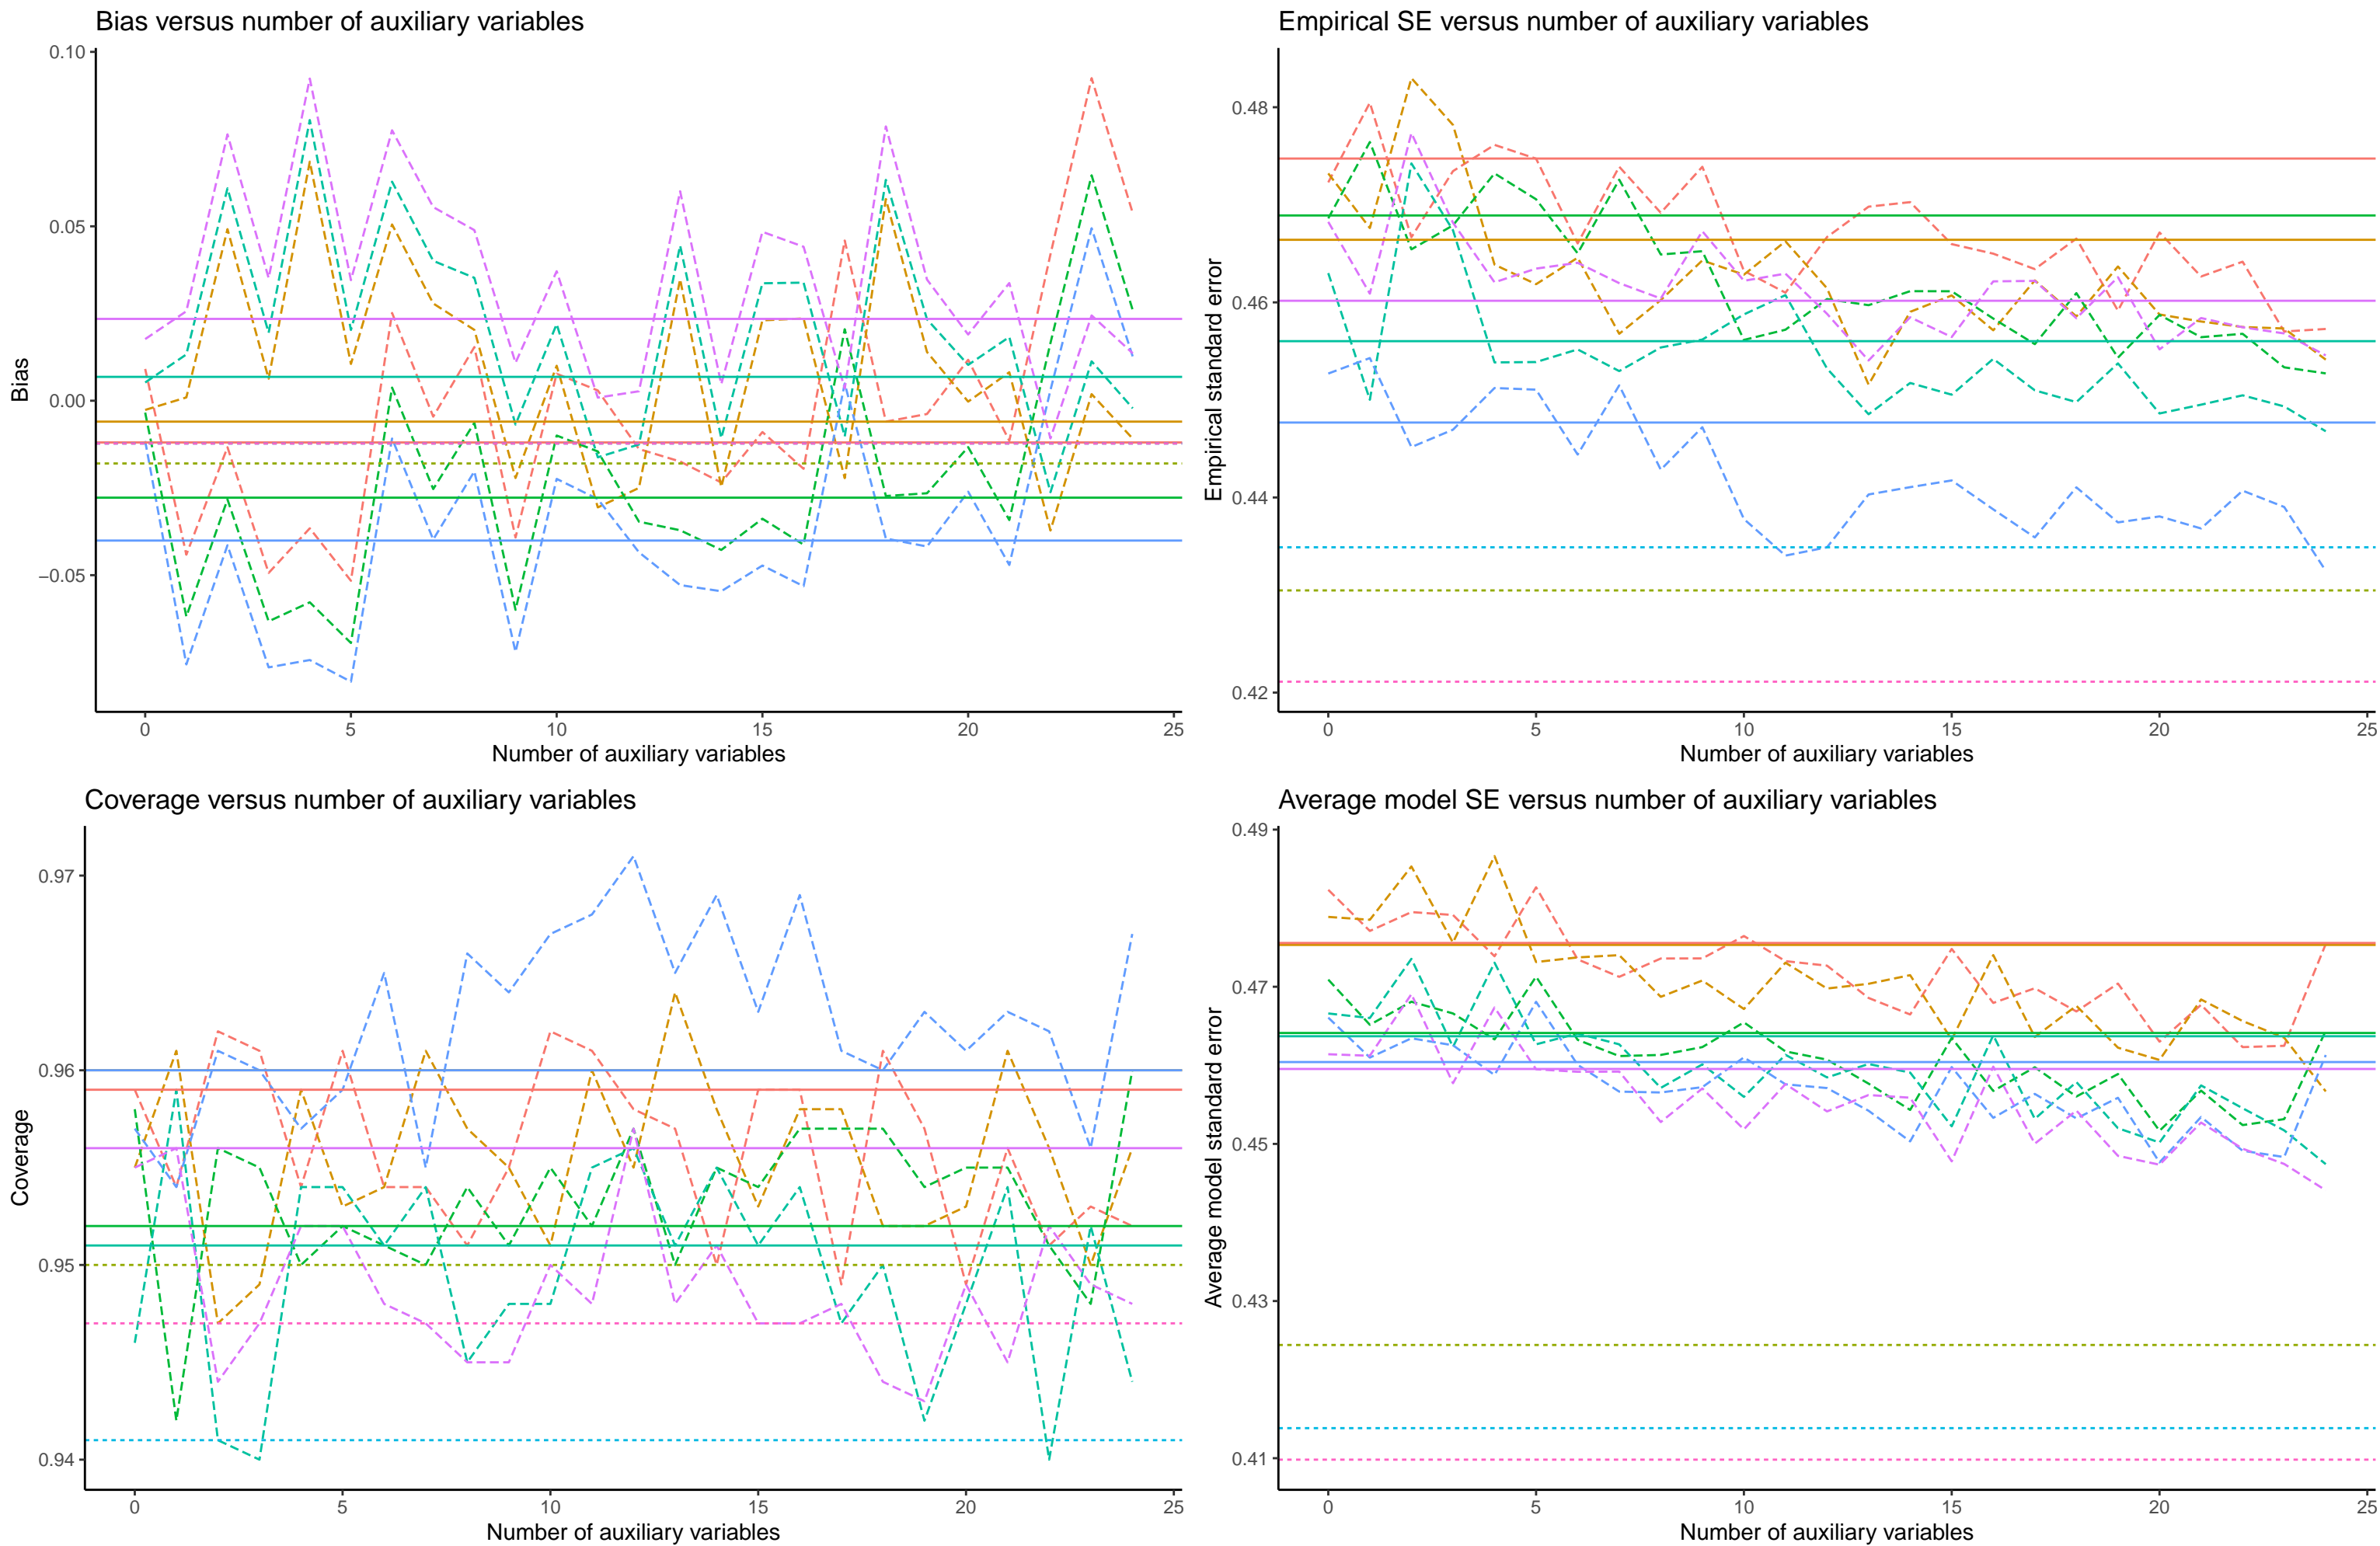 Bias versus number of auxiliary variables
0.10
0.05
0.00
−0.05
Bias
0 5 10 15 20 25
Number of auxiliary variables
Empirical SE versus number of auxiliary variables
0.48
0.46
0.44
0.42
Empirical standard error
0 5 10 15 20 25
Number of auxiliary variables
Coverage versus number of auxiliary variables
0.97
0.96
0.95
0.94
Coverage
0 5 10 15 20 25
Number of auxiliary variables
Average model SE versus number of auxiliary variables
0.49
0.47
0.45
0.43
0.41
Average model standard error
0 5 10 15 20 25
Number of auxiliary variables